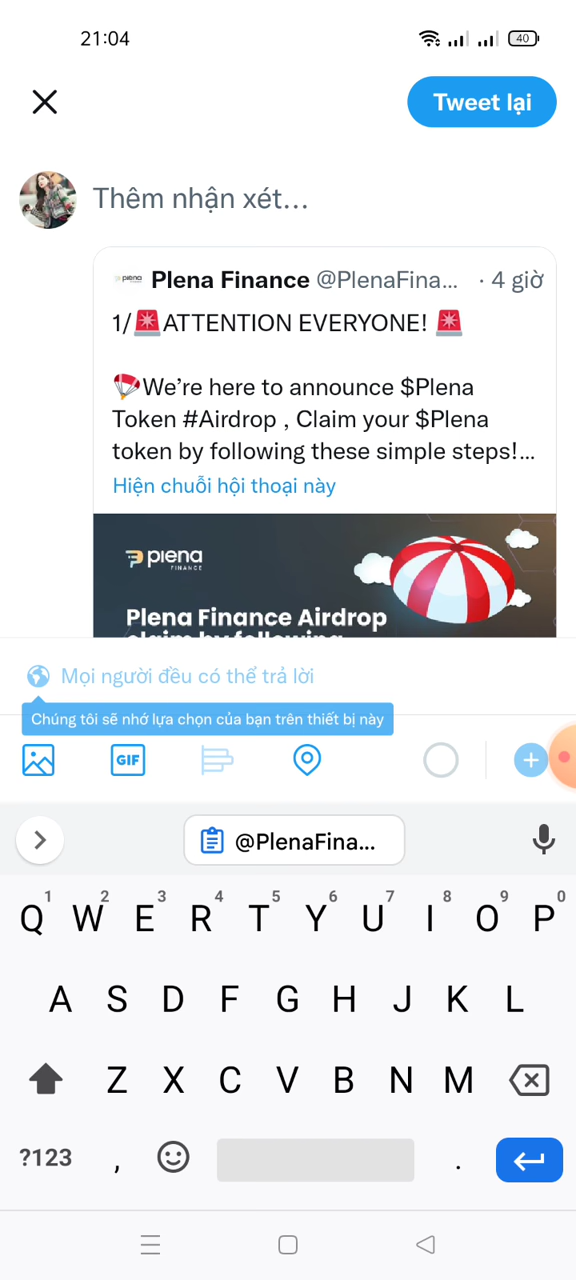 21:04
40
Tweet lại
Thêm nhận xét...
Plena Finance @PlenaFina... · 4 giờ
1/🚨ATTENTION EVERYONE! 🚨
🪂We're here to announce $Plena
Token #Airdrop , Claim your $Plena
token by following these simple steps!...
Hiện chuỗi hội thoại này
plena
FINANCE
Plena Finance Airdrop
claim by following
Mọi người đều có thể trả lời
Chúng tôi sẽ nhớ lựa chọn của bạn trên thiết bị này
GIF
@PlenaFina...
1 2 3 4 5 6 7 8 9 0
Q W E R T Y U I O P
A S D F G H J K L
Z X C V B N M
?123 , .